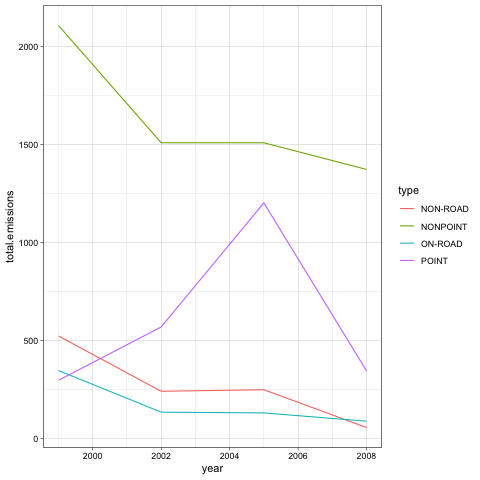 total.emissions
2000
1500
1000
500
0
2000
2002
2004
2006
2008
year
type
NON-ROAD
NONPOINT
ON-ROAD
POINT